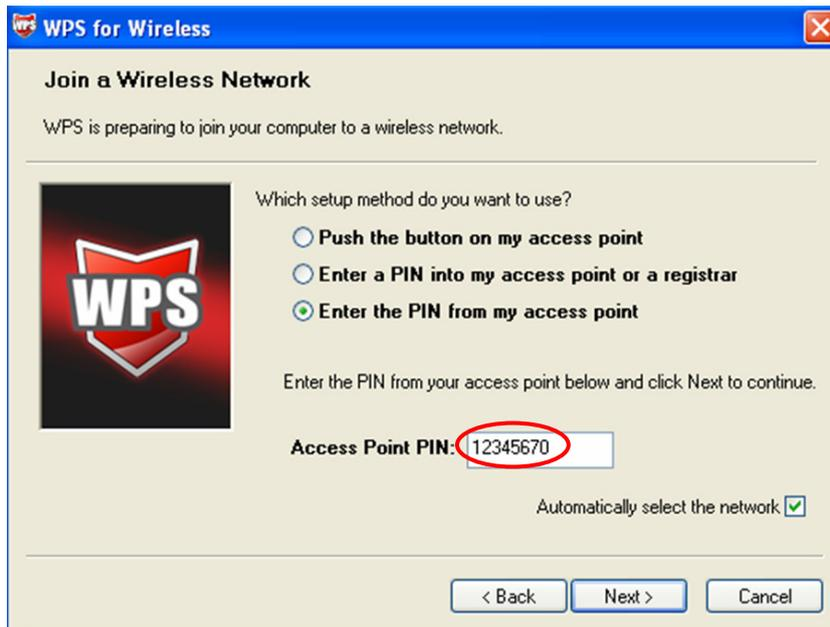 WPS WPS for Wireless
Join a Wireless Network
WPS is preparing to join your computer to a wireless network.
WPS
Which setup method do you want to use?
Push the button on my access point
Enter a PIN into my access point or a registrar
Enter the PIN from my access point
Enter the PIN from your access point below and click Next to continue.
Access Point PIN: 12345670
Automatically select the network
< Back Next > Cancel